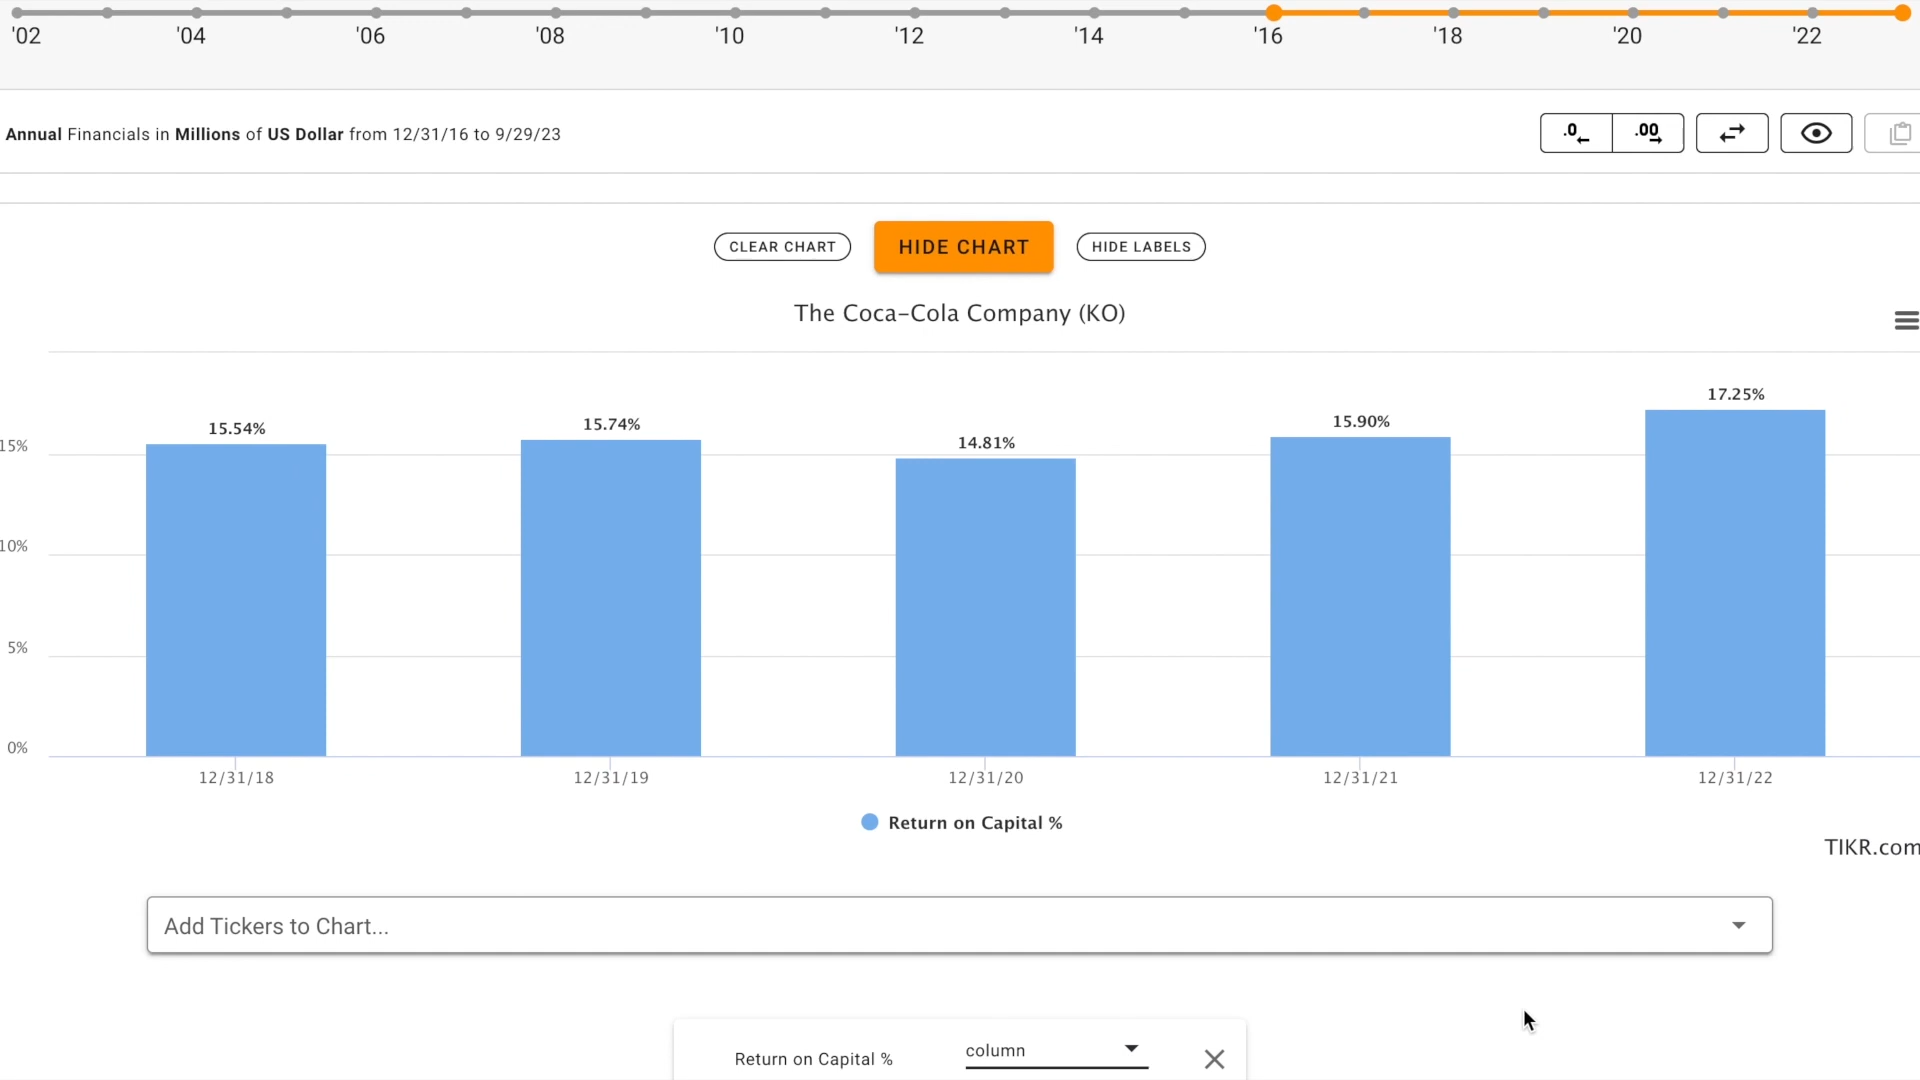 '02 '04 '06 '08 '10 '12 '14 '16 '18 '20 '22
Annual Financials in Millions of US Dollar from 12/31/16 to 9/29/23
.0 .00
CLEAR CHART HIDE CHART HIDE LABELS
The Coca-Cola Company (KO)
17.25%
15.54% 15.74% 14.81% 15.90%
15%
10%
5%
0%
12/31/18 12/31/19 12/31/20 12/31/21 12/31/22
Return on Capital %
TIKR.com
Add Tickers to Chart...
Return on Capital % column